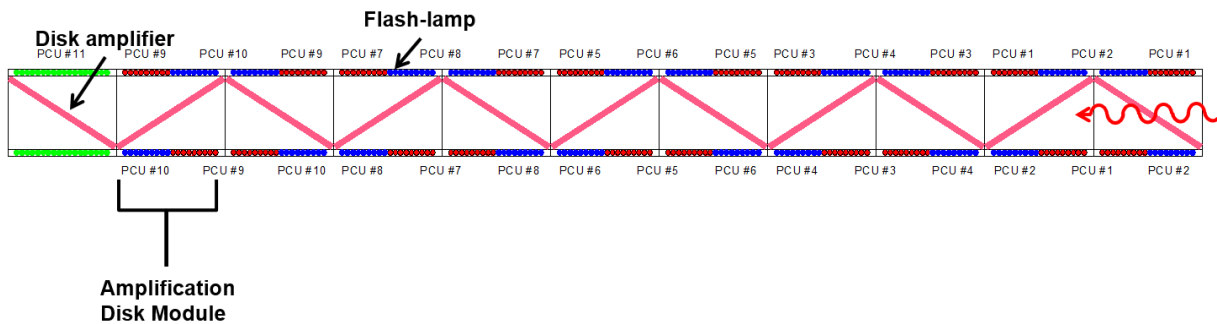 Flash-lamp
Disk amplifier
PCU #11 PCU #9 PCU #10 PCU #9 PCU #7 PCU #8 PCU #7 PCU #5 PCU #6 PCU #5 PCU #3 PCU #4 PCU #3 PCU #1 PCU #2 PCU #1
PCU #10 PCU #9 PCU #10 PCU #8 PCU #7 PCU #8 PCU #6 PCU #5 PCU #6 PCU #4 PCU #3 PCU #4 PCU #2 PCU #1 PCU #2
Amplification
Disk Module